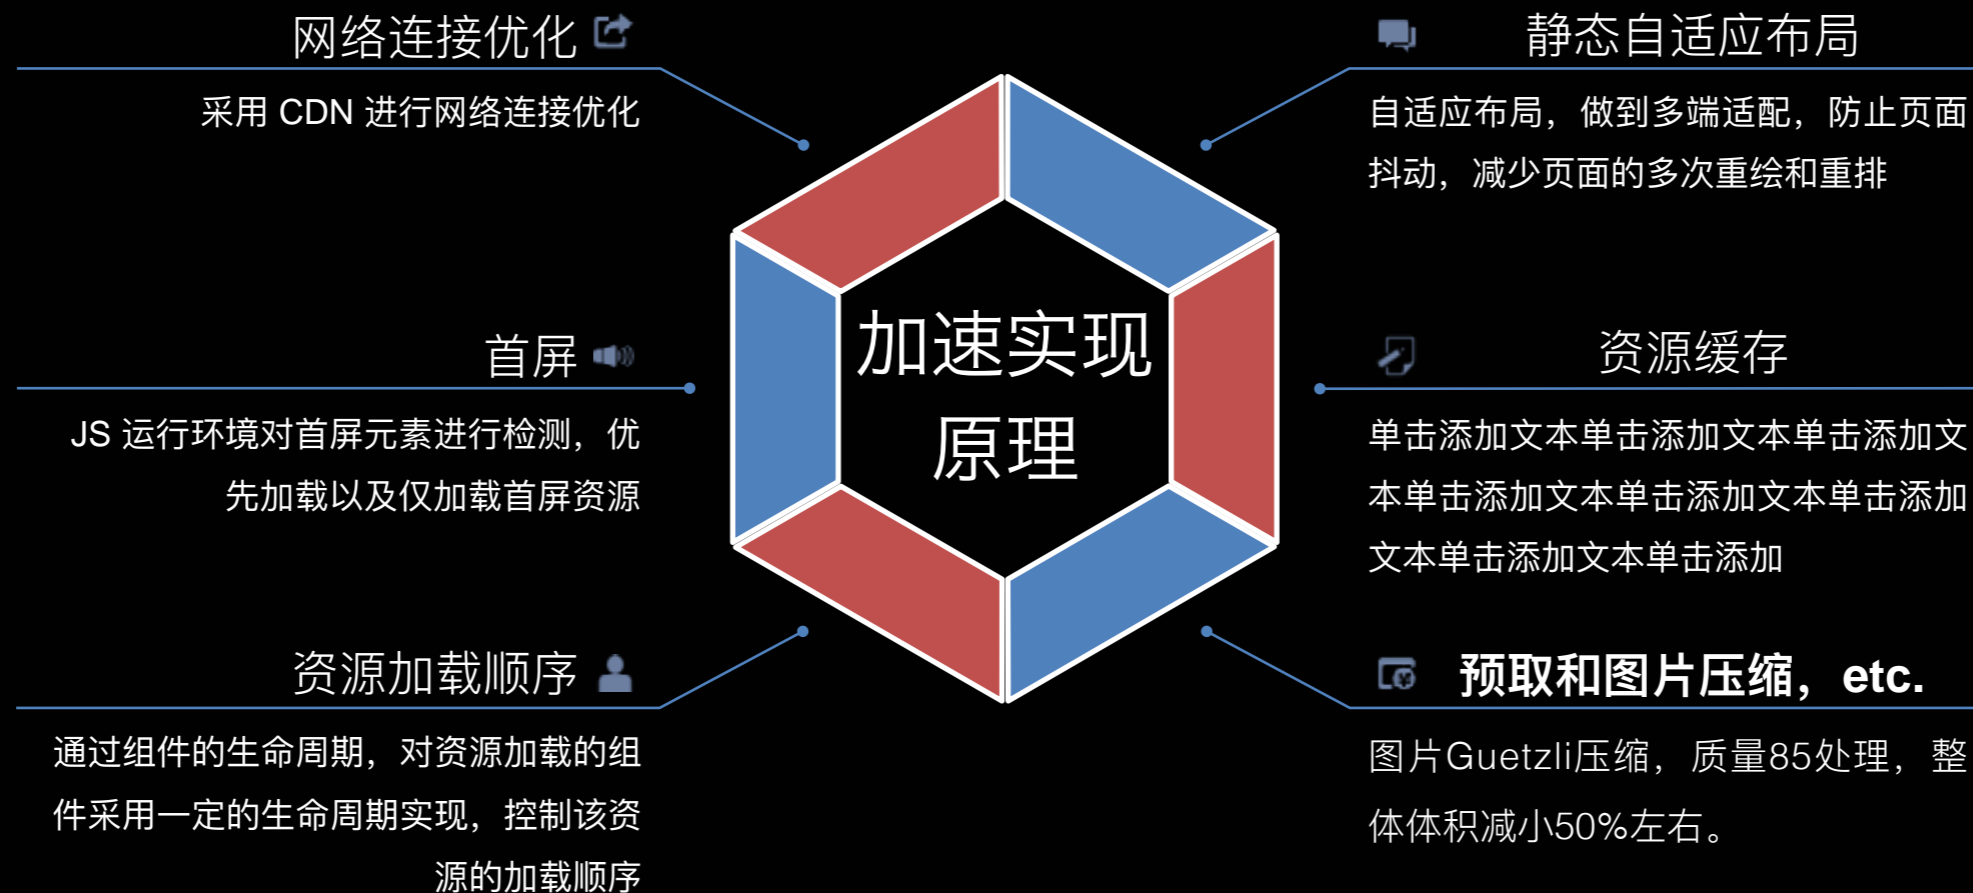 网络连接优化
采用 CDN 进行网络连接优化
首屏
JS 运行环境对首屏元素进行检测，优
先加载以及仅加载首屏资源
资源加载顺序
通过组件的生命周期，对资源加载的组
件采用一定的生命周期实现，控制该资
源的加载顺序
加速实现
原理
静态自适应布局
自适应布局，做到多端适配，防止页面
抖动，减少页面的多次重绘和重排
资源缓存
单击添加文本单击添加文本单击添加文
本单击添加文本单击添加文本单击添加
文本单击添加文本单击添加
预取和图片压缩，etc.
图片Guetzli压缩，质量85处理，整
体体积减小50%左右。